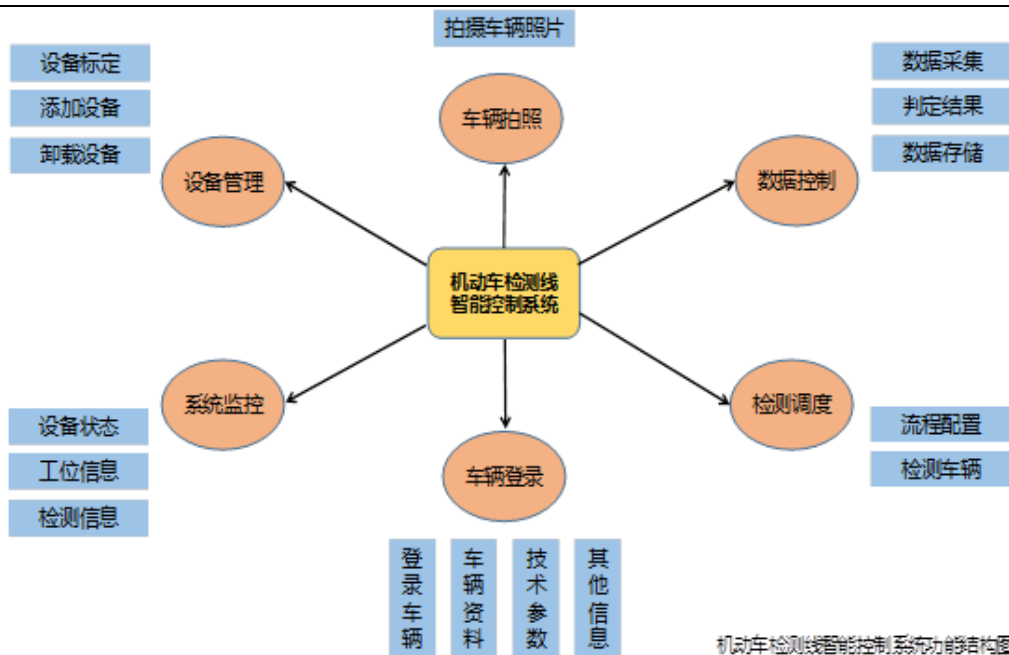 拍摄车辆照片
设备标定
添加设备
卸载设备
数据采集
判定结果
数据存储
车辆拍照
设备管理
数据控制
机动车检测线
智能控制系统
系统监控
检测调度
车辆登录
设备状态
工位信息
检测信息
流程配置
检测车辆
登录车辆
车辆资料
技术参数
其他信息
机动车检测线智能控制系统功能结构图